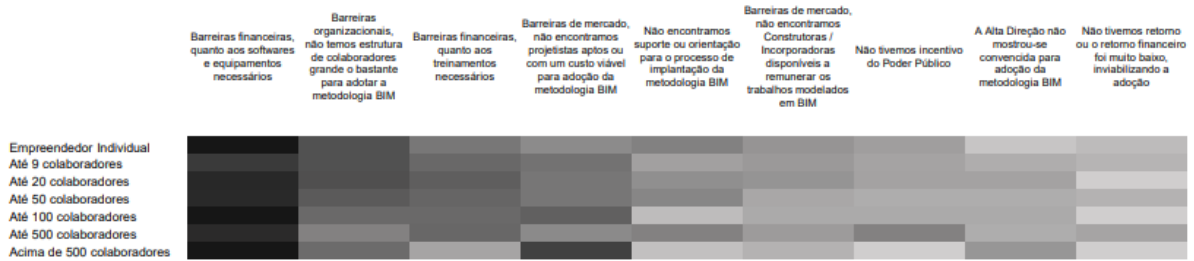 Barreiras financeiras,
quanto aos softwares
e equipamentos
necessários
Barreiras
organizacionais,
não temos estrutura
de colaboradores
grande o bastante
para adotar a
metodologia BIM
Barreiras financeiras,
quanto aos
treinamentos
necessários
Barreiras de mercado,
não encontramos
projetistas aptos ou
com um custo viável
para adoção da
metodologia BIM
Não encontramos
suporte ou orientação
para o processo de
implantação da
metodologia BIM
Barreiras de mercado,
não encontramos
Construtoras /
Incorporadoras
disponíveis a
remunerar os
trabalhos modelados
em BIM
Não tivemos incentivo
do Poder Público
A Alta Direção não
mostrou-se
convencida para
adoção da
metodologia BIM
Não tivemos retorno
ou o retorno financeiro
foi muito baixo,
inviabilizando a
adoção
Empreendedor Individual
Até 9 colaboradores
Até 20 colaboradores
Até 50 colaboradores
Até 100 colaboradores
Até 500 colaboradores
Acima de 500 colaboradores